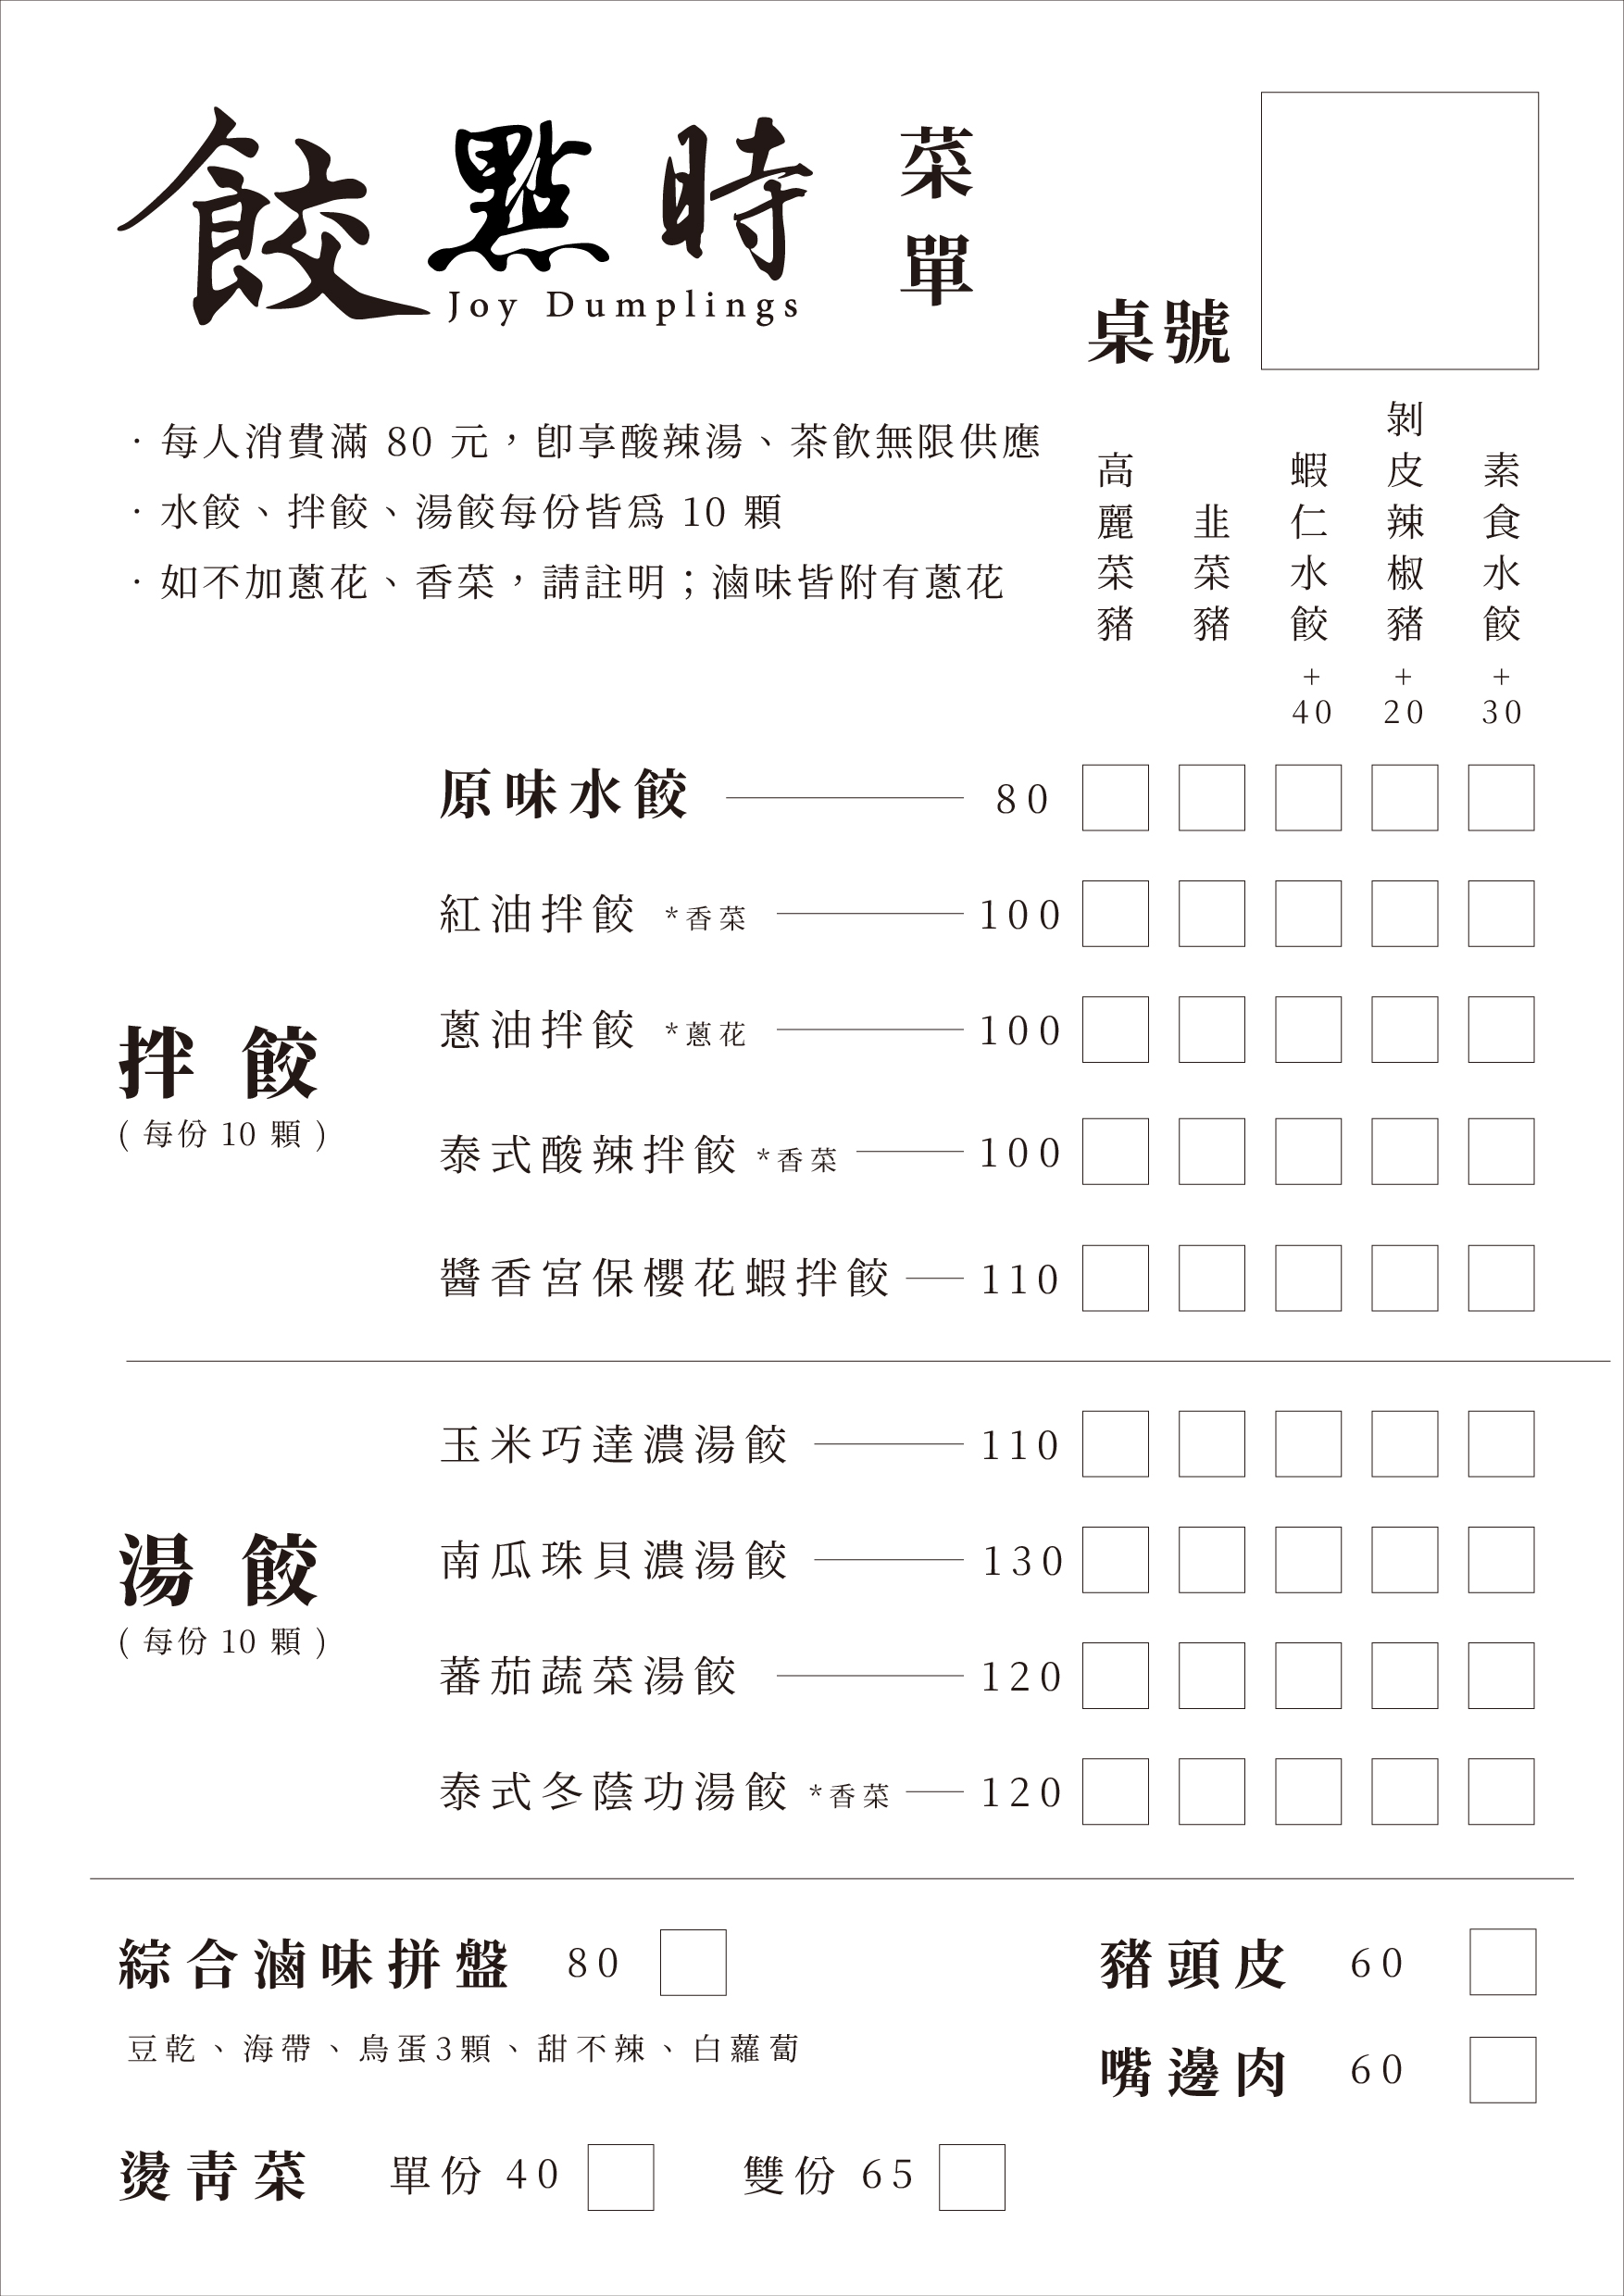 餃點時
Joy Dumplings
菜單
桌號
· 每人消費滿 80 元，即享酸辣湯、茶飲無限供應
· 水餃、拌餃、湯餃每份皆為 10 顆
· 如不加蔥花、香菜，請註明；滷味皆附有蔥花
高麗菜豬
韭菜豬
蝦仁水餃 +40
剝皮辣椒豬 +20
素食水餃 +30
原味水餃 80
拌餃
( 每份 10 顆 )
紅油拌餃 *香菜 100
蔥油拌餃 *蔥花 100
泰式酸辣拌餃 *香菜 100
醬香宮保櫻花蝦拌餃 110
湯餃
( 每份 10 顆 )
玉米巧達濃湯餃 110
南瓜珠貝濃湯餃 130
蕃茄蔬菜湯餃 120
泰式冬蔭功湯餃 *香菜 120
綜合滷味拼盤 80
豆乾、海帶、鳥蛋3顆、甜不辣、白蘿蔔
豬頭皮 60
嘴邊肉 60
燙青菜 單份 40 雙份 65